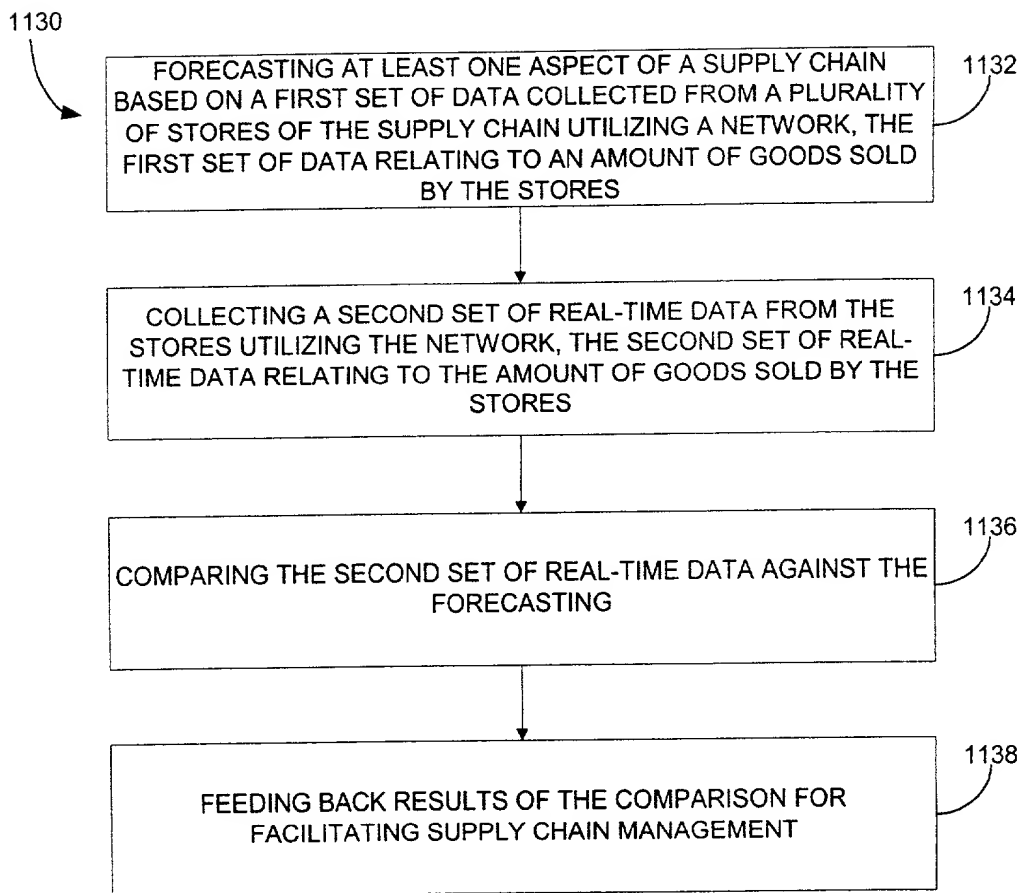 1130
FORECASTING AT LEAST ONE ASPECT OF A SUPPLY CHAIN
BASED ON A FIRST SET OF DATA COLLECTED FROM A PLURALITY
OF STORES OF THE SUPPLY CHAIN UTILIZING A NETWORK, THE
FIRST SET OF DATA RELATING TO AN AMOUNT OF GOODS SOLD
BY THE STORES
1132
COLLECTING A SECOND SET OF REAL-TIME DATA FROM THE
STORES UTILIZING THE NETWORK, THE SECOND SET OF REAL-
TIME DATA RELATING TO THE AMOUNT OF GOODS SOLD BY THE
STORES
1134
COMPARING THE SECOND SET OF REAL-TIME DATA AGAINST THE
FORECASTING
1136
FEEDING BACK RESULTS OF THE COMPARISON FOR
FACILITATING SUPPLY CHAIN MANAGEMENT
1138